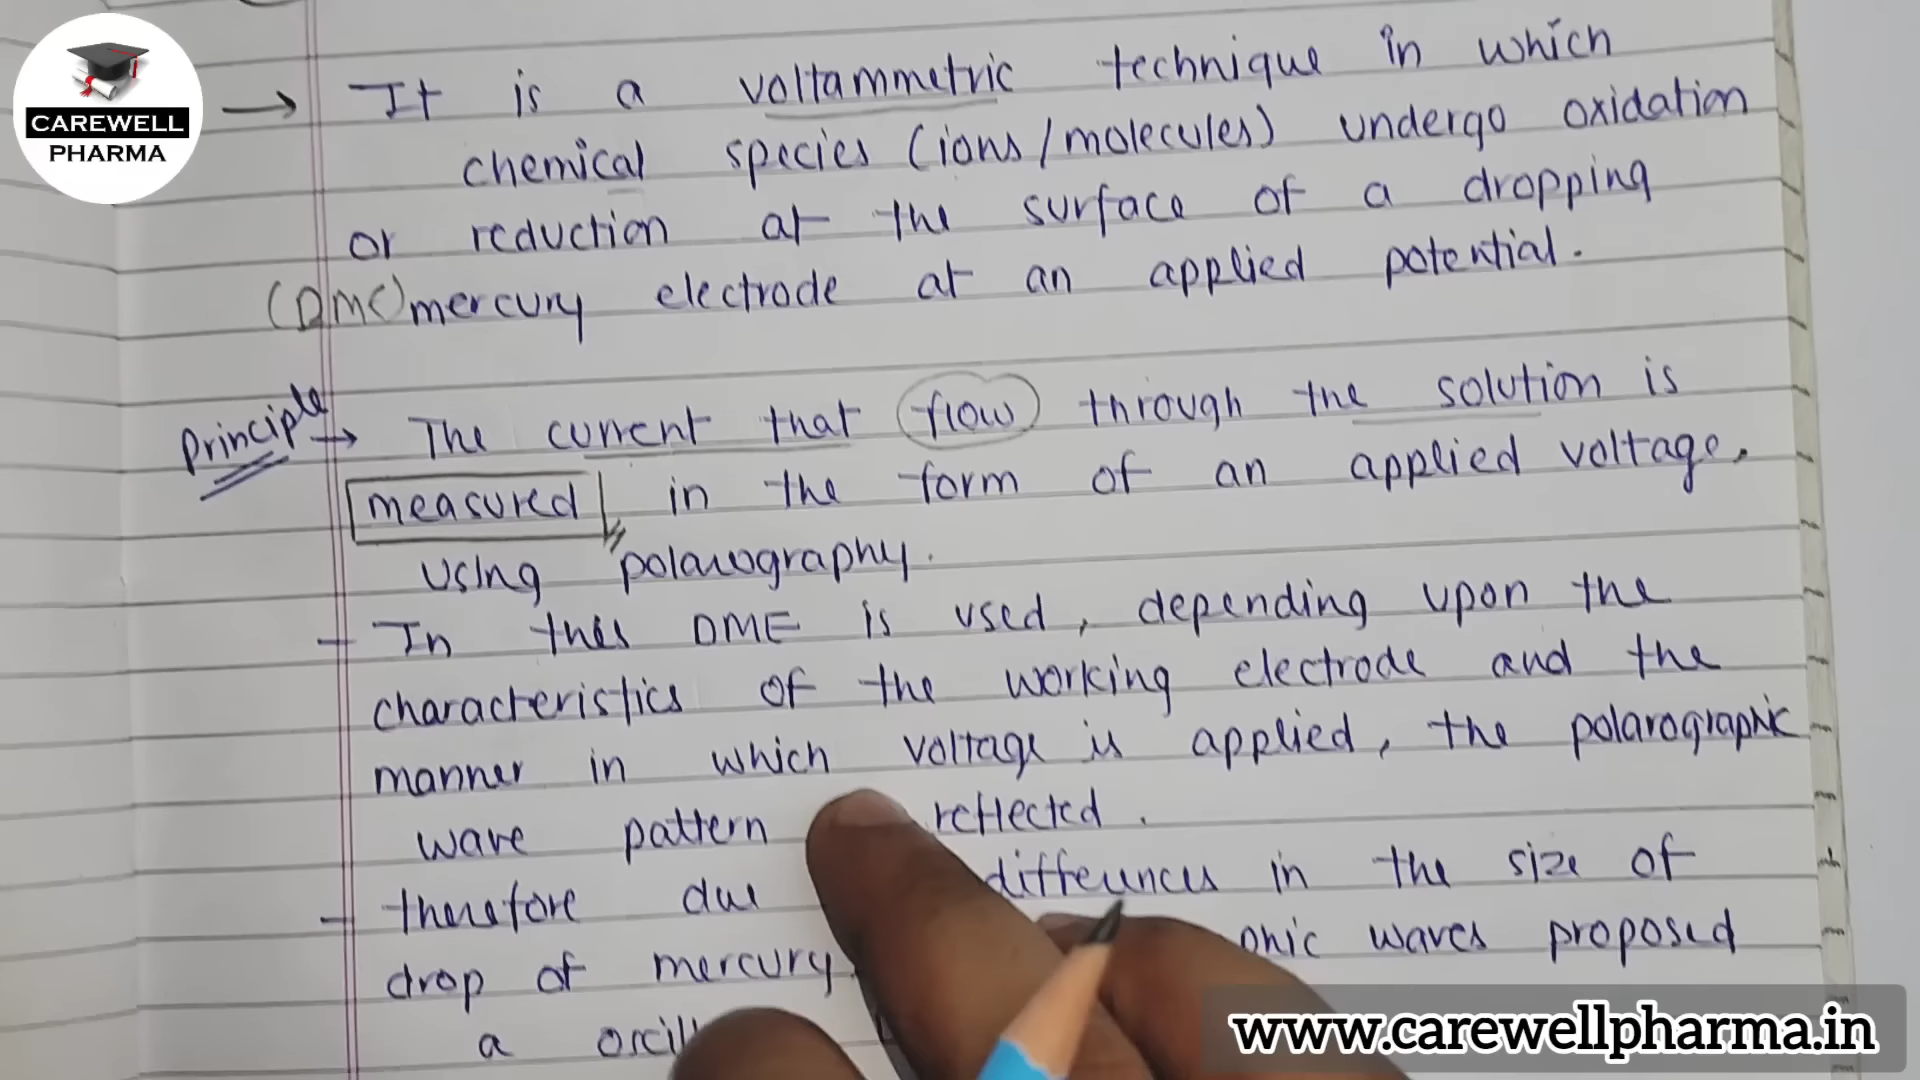 CAREWELL
PHARMA
→ It is a voltammetric technique in which
chemical species (ions/molecules) undergo oxidation
or reduction at the surface of a dropping
(DME) mercury electrode at an applied potential.
Principle → The current that flow through the solution is
measured in the form of an applied voltage,
using polarography.
- In this DME is used, depending upon the
characteristics of the working electrode and the
manner in which voltage is applied, the polarographic
wave pattern reflected.
- therefore due differences in the size of
drop of mercury waves proposed
a
www.carewellpharma.in